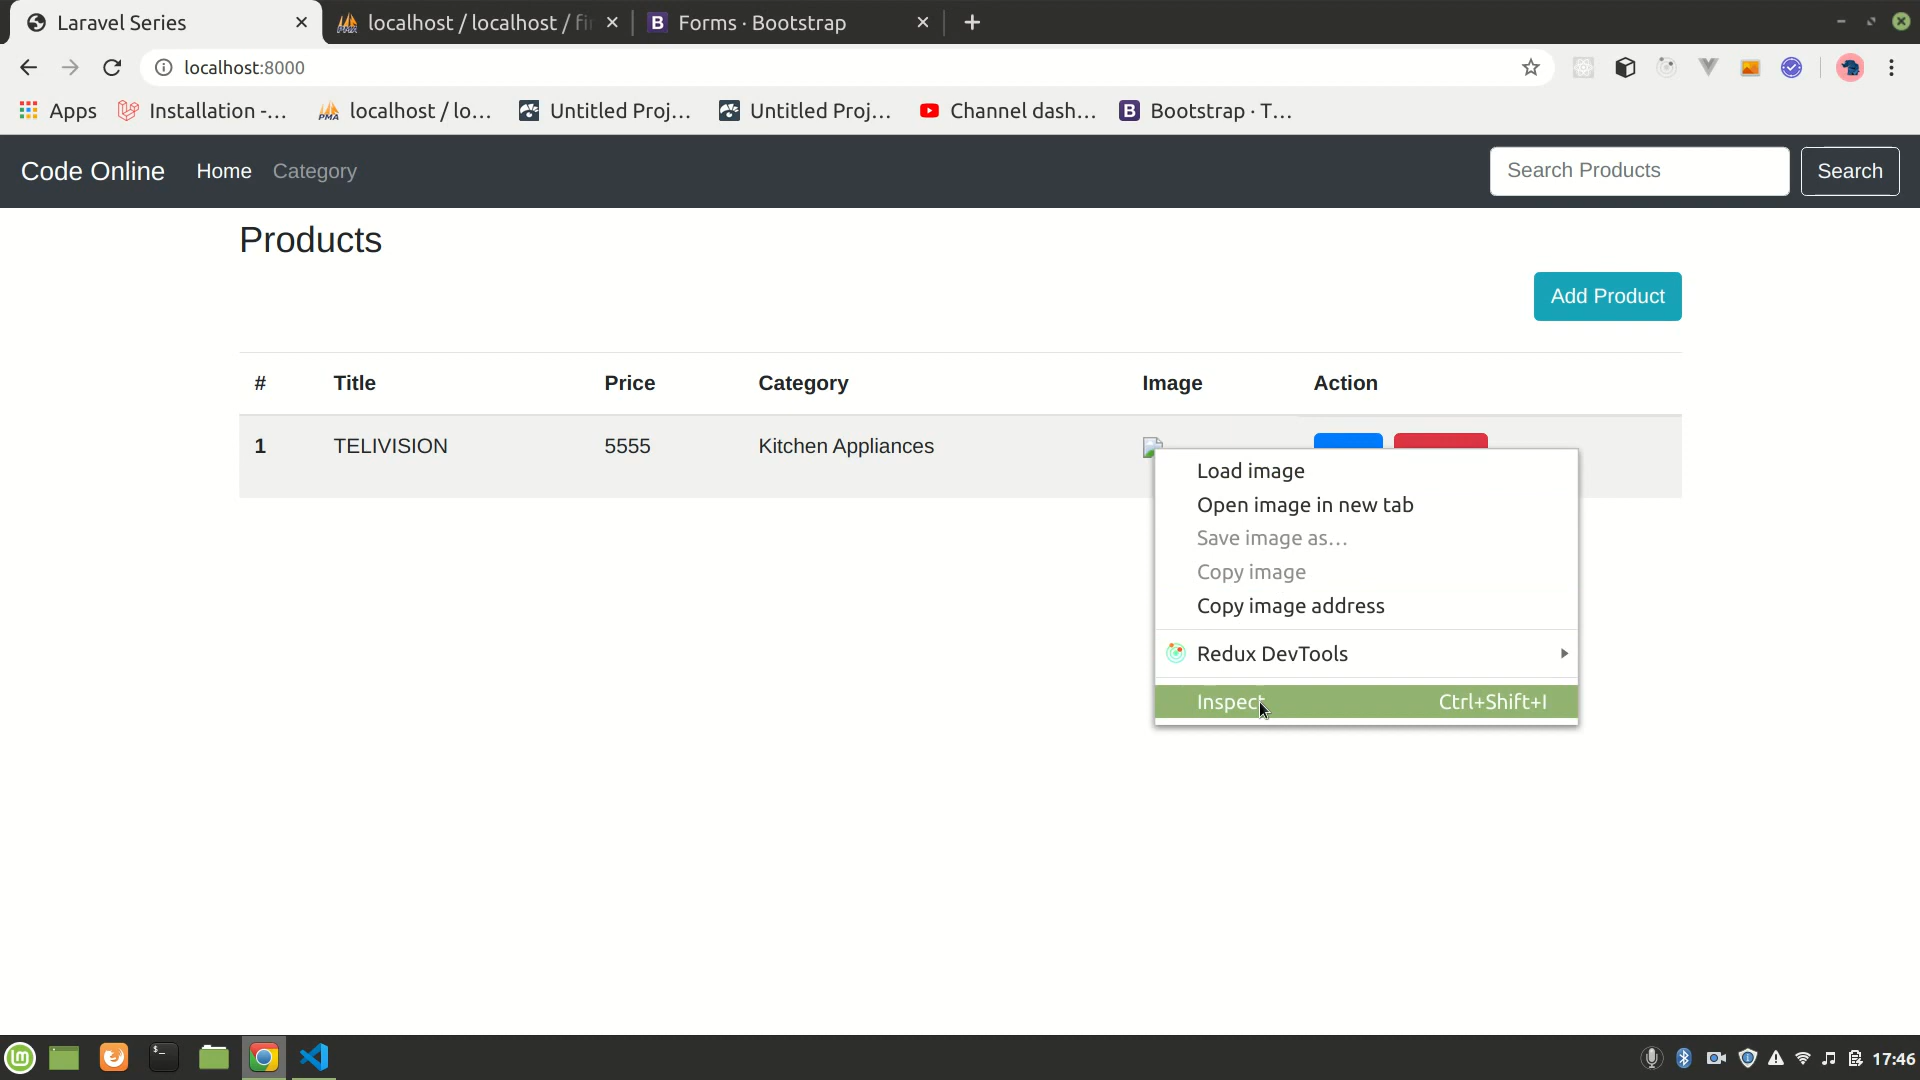 Laravel Series
localhost / localhost / fi
Forms · Bootstrap
localhost:8000
Apps
Installation -...
localhost / lo...
Untitled Proj...
Untitled Proj...
Channel dash...
Bootstrap · T...
Code Online
Home
Category
Search Products
Search
Products
Add Product
# Title Price Category Image Action
1 TELIVISION 5555 Kitchen Appliances
Load image
Open image in new tab
Save image as...
Copy image
Copy image address
Redux DevTools
Inspect Ctrl+Shift+I
17:46